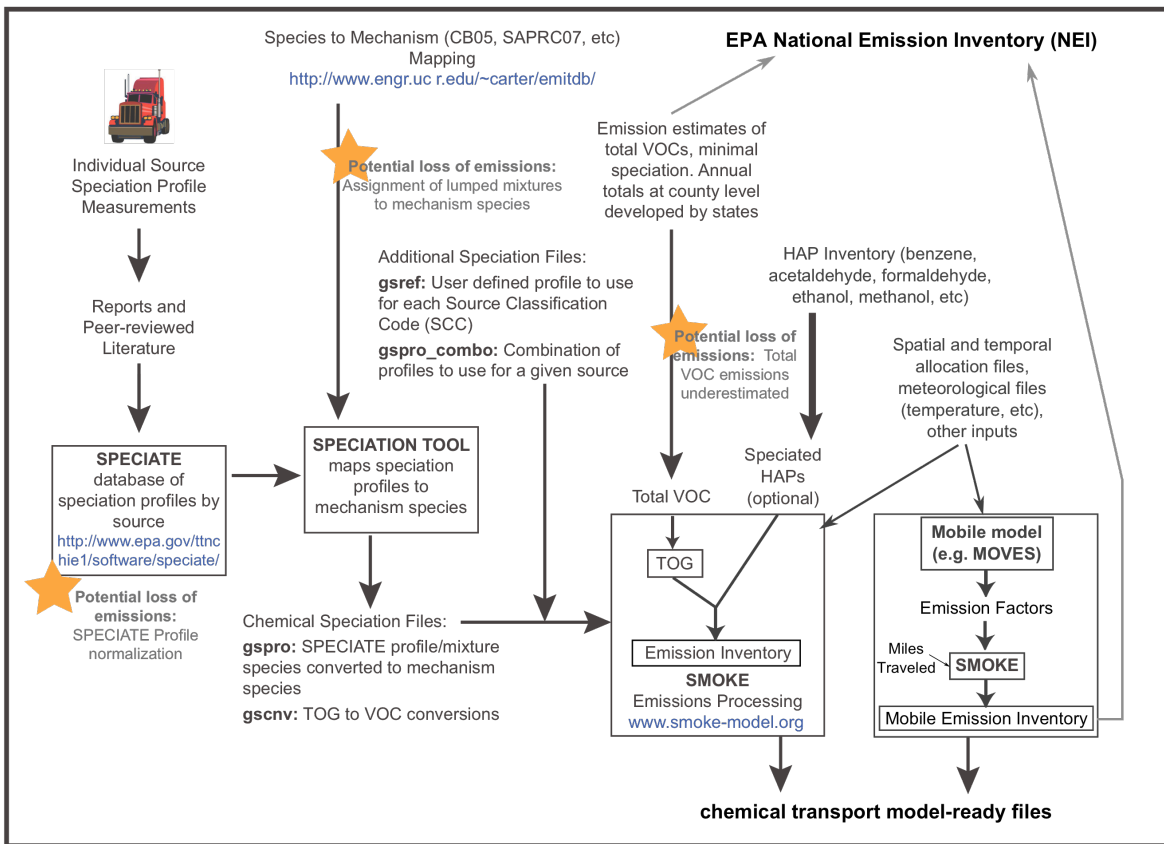 Species to Mechanism (CB05, SAPRC07, etc)
Mapping
http://www.engr.uc r.edu/~carter/emitdb/
EPA National Emission Inventory (NEI)
Individual Source
Speciation Profile
Measurements
Potential loss of emissions:
Assignment of lumped mixtures
to mechanism species
Emission estimates of
total VOCs, minimal
speciation. Annual
totals at county level
developed by states
Additional Speciation Files:
gsref: User defined profile to use
for each Source Classification
Code (SCC)
gspro_combo: Combination of
profiles to use for a given source
HAP Inventory (benzene,
acetaldehyde, formaldehyde,
ethanol, methanol, etc)
Reports and
Peer-reviewed
Literature
Potential loss of
emissions: Total
VOC emissions
underestimated
Spatial and temporal
allocation files,
meteorological files
(temperature, etc),
other inputs
SPECIATE
database of
speciation profiles by
source
http://www.epa.gov/ttnc
hie1/software/speciate/
SPECIATION TOOL
maps speciation
profiles to
mechanism species
Speciated
HAPs
(optional)
Total VOC
TOG
Mobile model
(e.g. MOVES)
Emission Factors
Miles
Traveled
SMOKE
Mobile Emission Inventory
Potential loss of
emissions:
SPECIATE Profile
normalization
Chemical Speciation Files:
gspro: SPECIATE profile/mixture
species converted to mechanism
species
gscnv: TOG to VOC conversions
Emission Inventory
SMOKE
Emissions Processing
www.smoke-model.org
chemical transport model-ready files